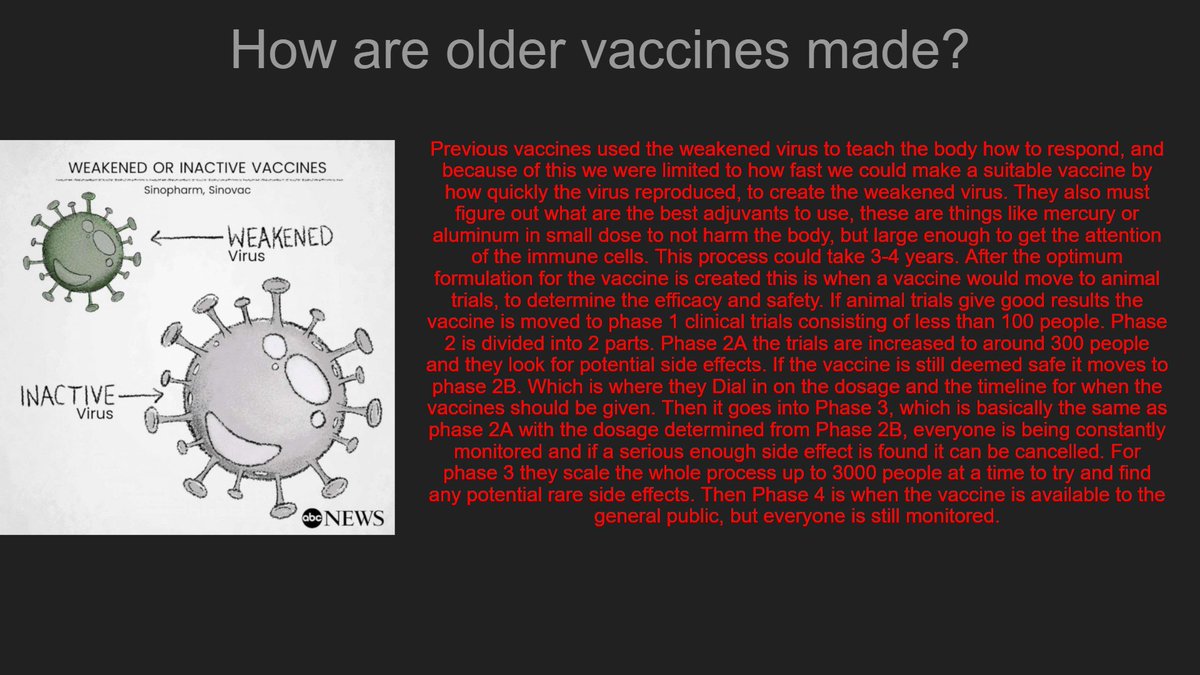 How are older vaccines made?
WEAKENED OR INACTIVE VACCINES
Sinopharm, Sinovac
WEAKENED
Virus
INACTIVE
Virus
abc NEWS
Previous vaccines used the weakened virus to teach the body how to respond, and
because of this we were limited to how fast we could make a suitable vaccine by
how quickly the virus reproduced, to create the weakened virus. They also must
figure out what are the best adjuvants to use, these are things like mercury or
aluminum in small dose to not harm the body, but large enough to get the attention
of the immune cells. This process could take 3-4 years. After the optimum
formulation for the vaccine is created this is when a vaccine would move to animal
trials, to determine the efficacy and safety. If animal trials give good results the
vaccine is moved to phase 1 clinical trials consisting of less than 100 people. Phase
2 is divided into 2 parts. Phase 2A the trials are increased to around 300 people
and they look for potential side effects. If the vaccine is still deemed safe it moves to
phase 2B. Which is where they Dial in on the dosage and the timeline for when the
vaccines should be given. Then it goes into Phase 3, which is basically the same as
phase 2A with the dosage determined from Phase 2B, everyone is being constantly
monitored and if a serious enough side effect is found it can be cancelled. For
phase 3 they scale the whole process up to 3000 people at a time to try and find
any potential rare side effects. Then Phase 4 is when the vaccine is available to the
general public, but everyone is still monitored.